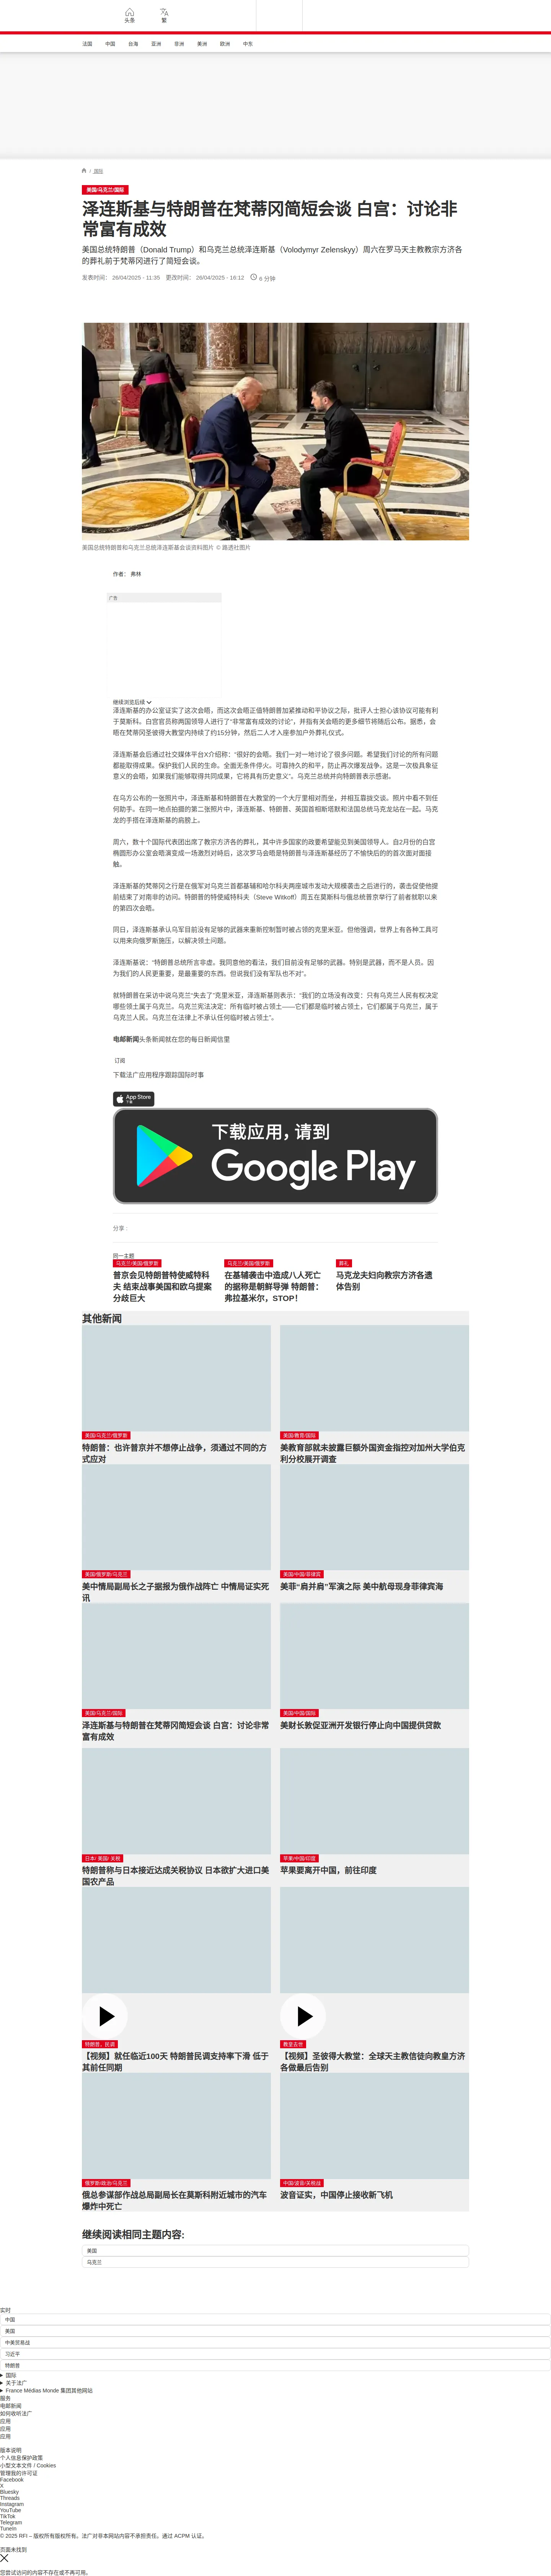 头条
繁
法国 中国 台海 亚洲 非洲 美洲 欧洲 中东
/ 国际
美国/乌克兰/国际
泽连斯基与特朗普在梵蒂冈简短会谈 白宫：讨论非
常富有成效
美国总统特朗普（Donald Trump）和乌克兰总统泽连斯基（Volodymyr Zelenskyy）周六在罗马天主教教宗方济各
的葬礼前于梵蒂冈进行了简短会谈。
发表时间： 26/04/2025 - 11:35 更改时间： 26/04/2025 - 16:12 6 分钟
美国总统特朗普和乌克兰总统泽连斯基会谈资料图片 © 路透社图片
作者： 弗林
广告
继续浏览后续
泽连斯基的办公室证实了这次会晤，而这次会晤正值特朗普加紧推动和平协议之际，批评人士担心该协议可能有利
于莫斯科。白宫官员称两国领导人进行了“非常富有成效的讨论”，并指有关会晤的更多细节将随后公布。据悉，会
晤在梵蒂冈圣彼得大教堂内持续了约15分钟，然后二人才入座参加户外葬礼仪式。
泽连斯基会后通过社交媒体平台X介绍称：“很好的会晤。我们一对一地讨论了很多问题。希望我们讨论的所有问题
都能取得成果。保护我们人民的生命。全面无条件停火。可靠持久的和平，防止再次爆发战争。这是一次极具象征
意义的会晤，如果我们能够取得共同成果，它将具有历史意义”。乌克兰总统并向特朗普表示感谢。
在乌方公布的一张照片中，泽连斯基和特朗普在大教堂的一个大厅里相对而坐，并相互靠拢交谈。照片中看不到任
何助手。在同一地点拍摄的第二张照片中，泽连斯基、特朗普、英国首相斯塔默和法国总统马克龙站在一起。马克
龙的手搭在泽连斯基的肩膀上。
周六，数十个国际代表团出席了教宗方济各的葬礼，其中许多国家的政要希望能见到美国领导人。自2月份的白宫
椭圆形办公室会晤演变成一场激烈对峙后，这次罗马会晤是特朗普与泽连斯基经历了不愉快后的的首次面对面接
触。
泽连斯基的梵蒂冈之行是在俄军对乌克兰首都基辅和哈尔科夫两座城市发动大规模袭击之后进行的，袭击促使他提
前结束了对南非的访问。特朗普的特使威特科夫（Steve Witkoff）周五在莫斯科与俄总统普京举行了前者就职以来
的第四次会晤。
同日，泽连斯基承认乌军目前没有足够的武器来重新控制暂时被占领的克里米亚。但他强调，世界上有各种工具可
以用来向俄罗斯施压，以解决领土问题。
泽连斯基说：“特朗普总统所言非虚。我同意他的看法，我们目前没有足够的武器。特别是武器，而不是人员。因
为我们的人民更重要，是最重要的东西。但说我们没有军队也不对”。
就特朗普在采访中说乌克兰“失去了”克里米亚，泽连斯基则表示：“我们的立场没有改变：只有乌克兰人民有权决定
哪些领土属于乌克兰。乌克兰宪法决定：所有临时被占领土——它们都是临时被占领土，它们都属于乌克兰，属于
乌克兰人民。乌克兰在法律上不承认任何临时被占领土”。
电邮新闻头条新闻就在您的每日新闻信里
订阅
下载法广应用程序跟踪国际时事
App Store
下载
下载应用，请到
Google Play
分享 :
同一主题
乌克兰/美国/俄罗斯
普京会见特朗普特使威特科
夫 结束战事美国和欧乌提案
分歧巨大
乌克兰/美国/俄罗斯
在基辅袭击中造成八人死亡
的据称是朝鲜导弹 特朗普：
弗拉基米尔，STOP！
葬礼
马克龙夫妇向教宗方济各遗
体告别
其他新闻
美国/乌克兰/俄罗斯
特朗普：也许普京并不想停止战争，须通过不同的方
式应对
美国/教育/国际
美教育部就未披露巨额外国资金指控对加州大学伯克
利分校展开调查
美国/俄罗斯/乌克兰
美中情局副局长之子据报为俄作战阵亡 中情局证实死
讯
美国/中国/菲律宾
美菲“肩并肩”军演之际 美中航母现身菲律宾海
美国/乌克兰/国际
泽连斯基与特朗普在梵蒂冈简短会谈 白宫：讨论非常
富有成效
美国/中国/国际
美财长敦促亚洲开发银行停止向中国提供贷款
日本/ 美国/ 关税
特朗普称与日本接近达成关税协议 日本欲扩大进口美
国农产品
苹果/中国/印度
苹果要离开中国，前往印度
特朗普，民调
【视频】就任临近100天 特朗普民调支持率下滑 低于
其前任同期
教皇去世
【视频】圣彼得大教堂：全球天主教信徒向教皇方济
各做最后告别
俄罗斯/政治/乌克兰
俄总参谋部作战总局副局长在莫斯科附近城市的汽车
爆炸中死亡
中国/波音/关税战
波音证实，中国停止接收新飞机
继续阅读相同主题内容:
美国
乌克兰
实时
中国
美国
中美贸易战
习近平
特朗普
国际
关于法广
France Médias Monde 集团其他网站
服务
电邮新闻
如何收听法广
应用
应用
应用
版本说明
个人信息保护政策
小型文本文件 / Cookies
管理我的许可证
Facebook
X
Bluesky
Threads
Instagram
YouTube
TikTok
Telegram
TuneIn
© 2025 RFI – 版权所有版权所有。法广对非本网站内容不承担责任。通过 ACPM 认证。
页面未找到
您尝试访问的内容不存在或不再可用。